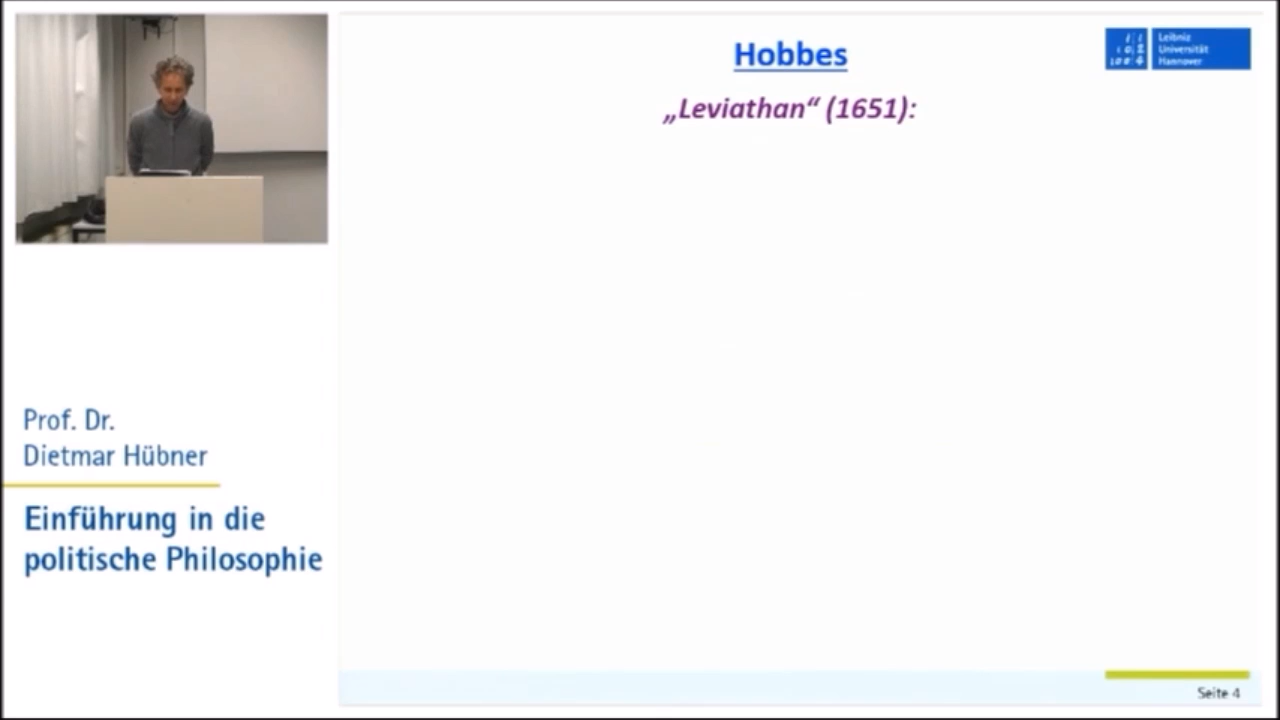 Hobbes
„Leviathan“ (1651):
Leibniz
Universität
Hannover
Prof. Dr.
Dietmar Hübner
Einführung in die
politische Philosophie
Seite 4